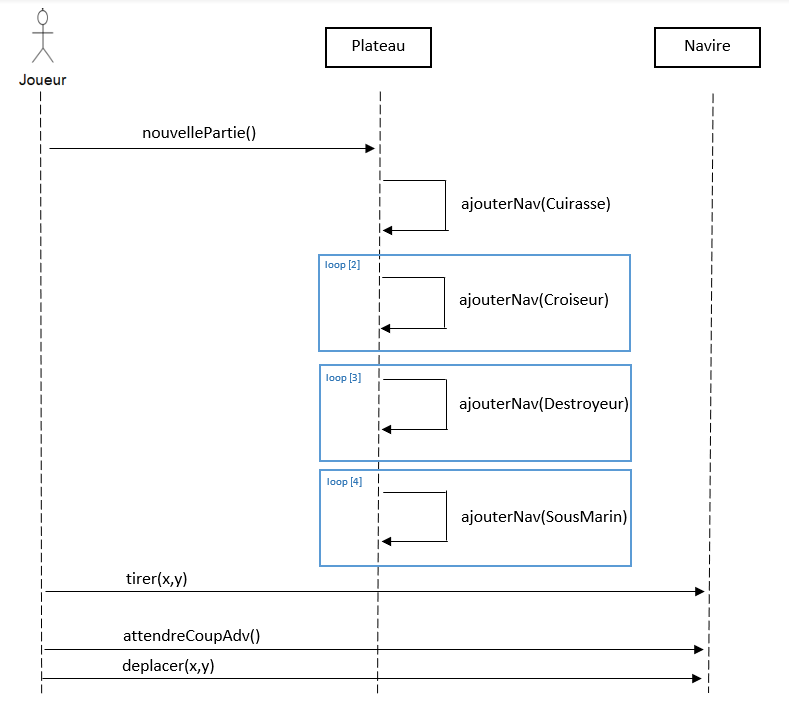 Joueur
Plateau
Navire
nouvellePartie()
ajouterNav(Cuirasse)
loop [2]
ajouterNav(Croiseur)
loop [3]
ajouterNav(Destroyeur)
loop [4]
ajouterNav(SousMarin)
tirer(x,y)
attendreCoupAdv()
deplacer(x,y)